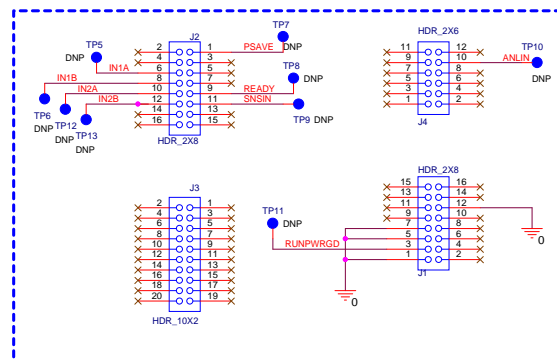 TP7
PSAVE
DNP
J2
2 1
4 3
6 5
8 7
10 9
12 11
14 13
16 15
HDR_2X8
TP5
DNP
IN1A
IN1B
IN2A
IN2B
TP6
DNP
TP12
DNP
TP13
DNP
TP8
DNP
READY
SNSIN
TP9 DNP
HDR_2X6
11 12
9 10
7 8
5 6
3 4
1 2
J4
ANLIN
TP10
DNP
J3
2 1
4 3
6 5
8 7
10 9
12 11
14 13
16 15
18 17
20 19
HDR_10X2
TP11
DNP
RUNPWRGD
HDR_2X8
15 16
13 14
11 12
9 10
7 8
5 6
3 4
1 2
J1
0
0